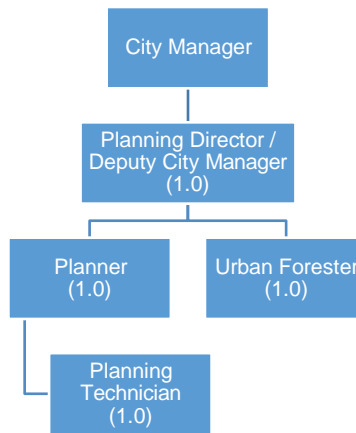 City Manager
Planning Director /
Deputy City Manager
(1.0)
Planner
(1.0)
Urban Forester
(1.0)
Planning
Technician
(1.0)